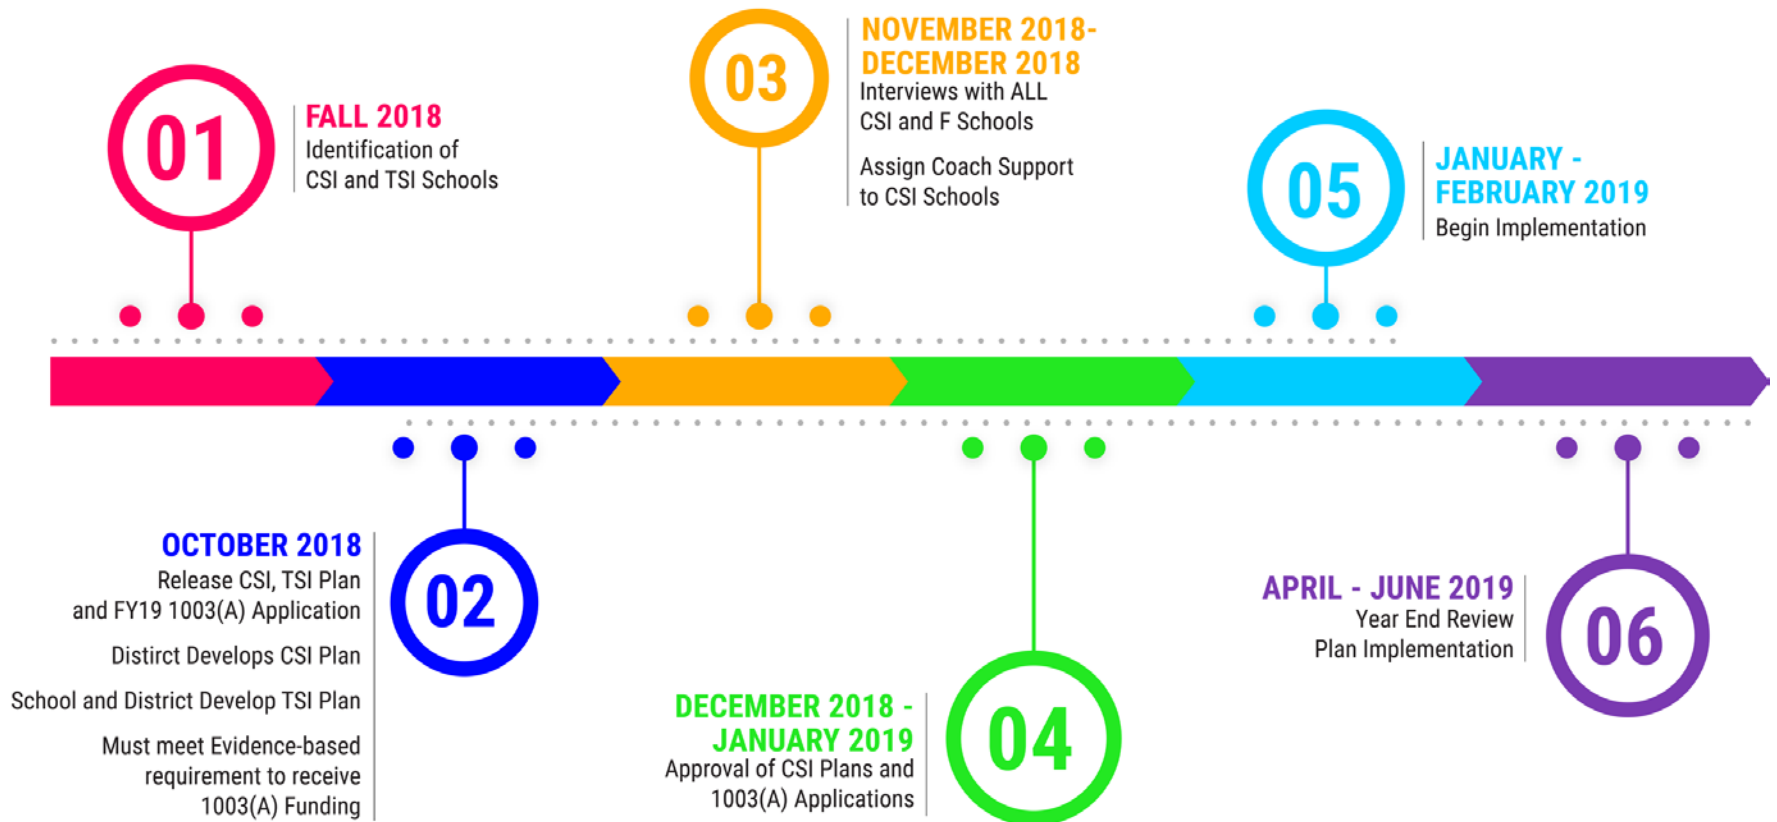 01
FALL 2018
Identification of
CSI and TSI Schools
03
NOVEMBER 2018-
DECEMBER 2018
Interviews with ALL
CSI and F Schools
Assign Coach Support
to CSI Schools
05
JANUARY -
FEBRUARY 2019
Begin Implementation
OCTOBER 2018
Release CSI, TSI Plan
and FY19 1003(A) Application
Distirct Develops CSI Plan
School and District Develop TSI Plan
Must meet Evidence-based
requirement to receive
1003(A) Funding
02
DECEMBER 2018 -
JANUARY 2019
Approval of CSI Plans and
1003(A) Applications
04
APRIL - JUNE 2019
Year End Review
Plan Implementation
06